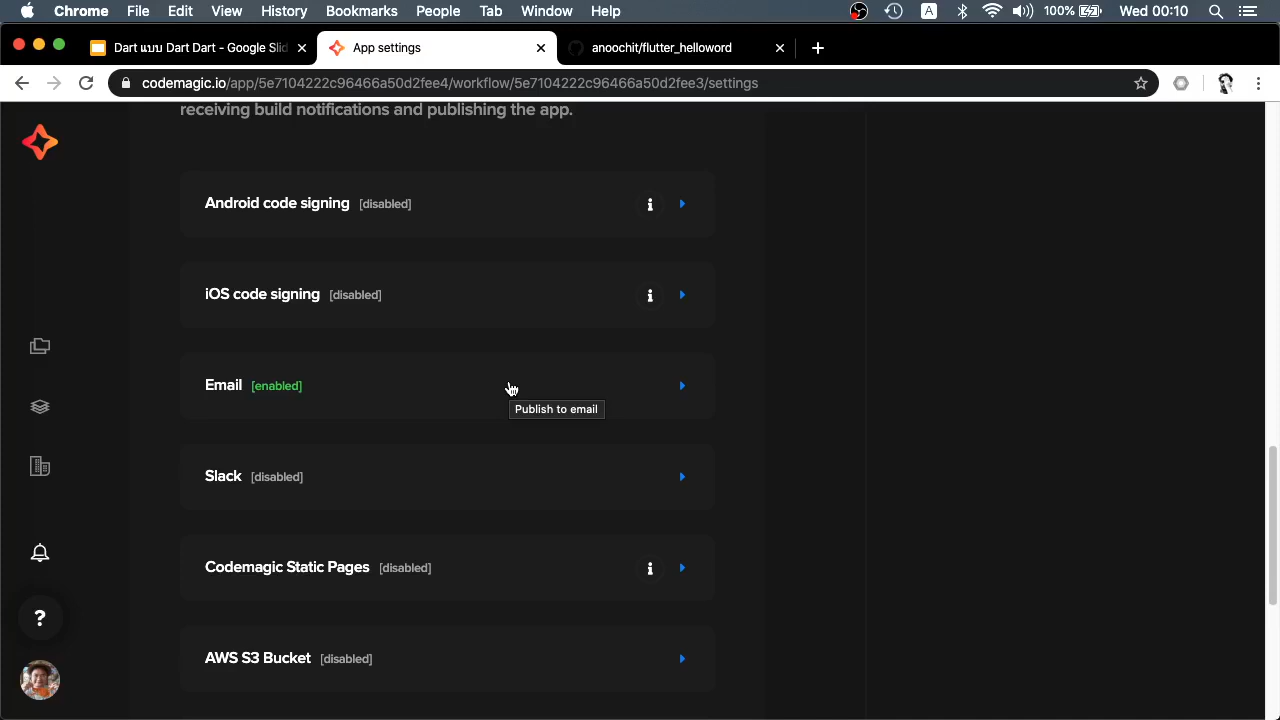 Chrome File Edit View History Bookmarks People Tab Window Help A 100% Wed 00:10
Dart แบบ Dart Dart - Google Slid App settings anoochit/flutter_helloword
codemagic.io/app/5e7104222c96466a50d2fee4/workflow/5e7104222c96466a50d2fee3/settings
receiving build notifications and publishing the app.
Android code signing [disabled]
iOS code signing [disabled]
Email [enabled]
Publish to email
Slack [disabled]
Codemagic Static Pages [disabled]
?
AWS S3 Bucket [disabled]